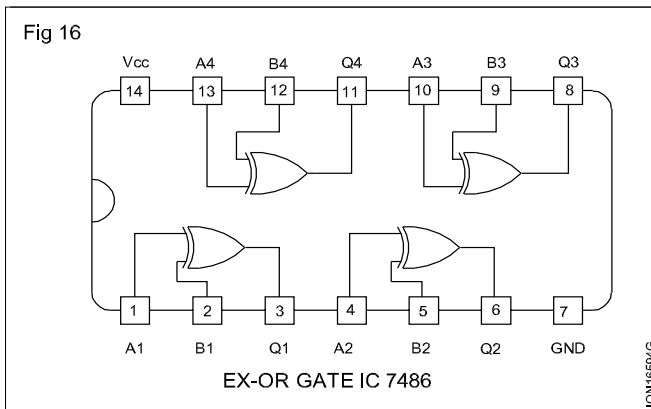 Fig 16
Vcc A4 B4 Q4 A3 B3 Q3
14 13 12 11 10 9 8
1 2 3 4 5 6 7
A1 B1 Q1 A2 B2 Q2 GND
EX-OR GATE IC 7486